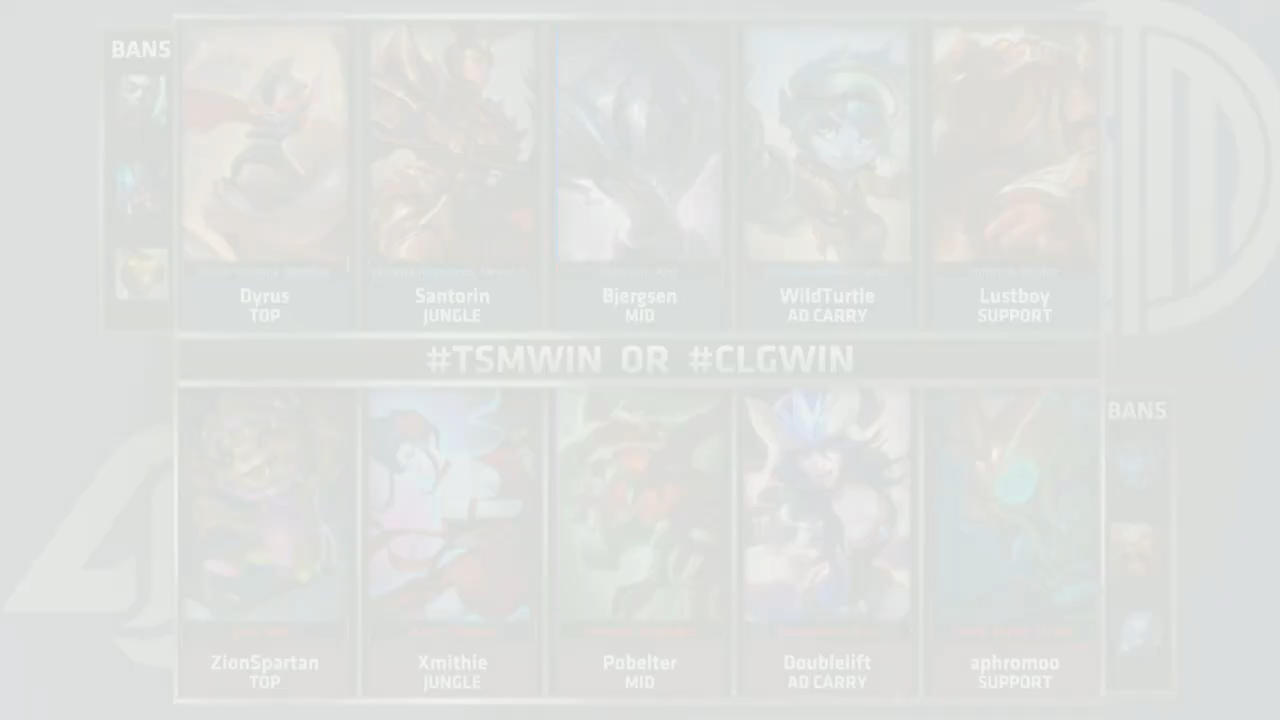 BANS
Dyrus
TOP
Santorin
JUNGLE
Bjergsen
MID
WildTurtle
AD CARRY
Lustboy
SUPPORT
#TSMWIN OR #CLGWIN
BANS
ZionSpartan
TOP
Xmithie
JUNGLE
Pobelter
MID
Doublelift
AD CARRY
aphromoo
SUPPORT